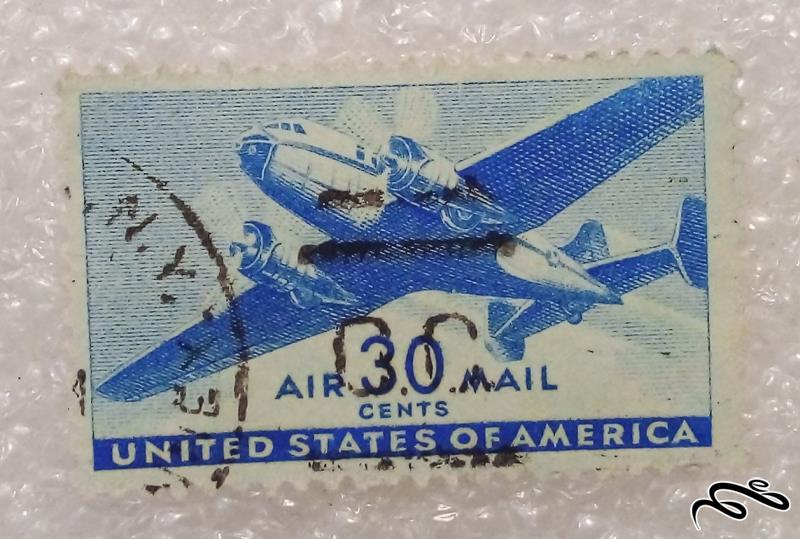 N.Y.
D.C.
30
AIR MAIL
CENTS
UNITED STATES OF AMERICA